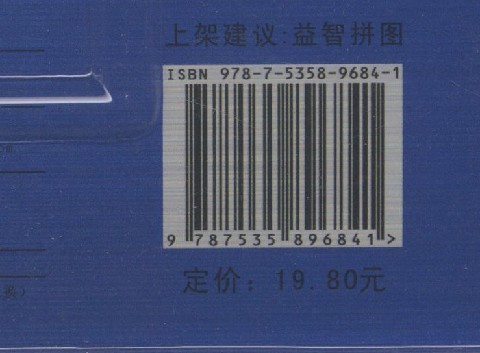 上架建议:益智拼图
ISBN 978-7-5358-9684-1
9 787535 896841 >
定价: 19.80元